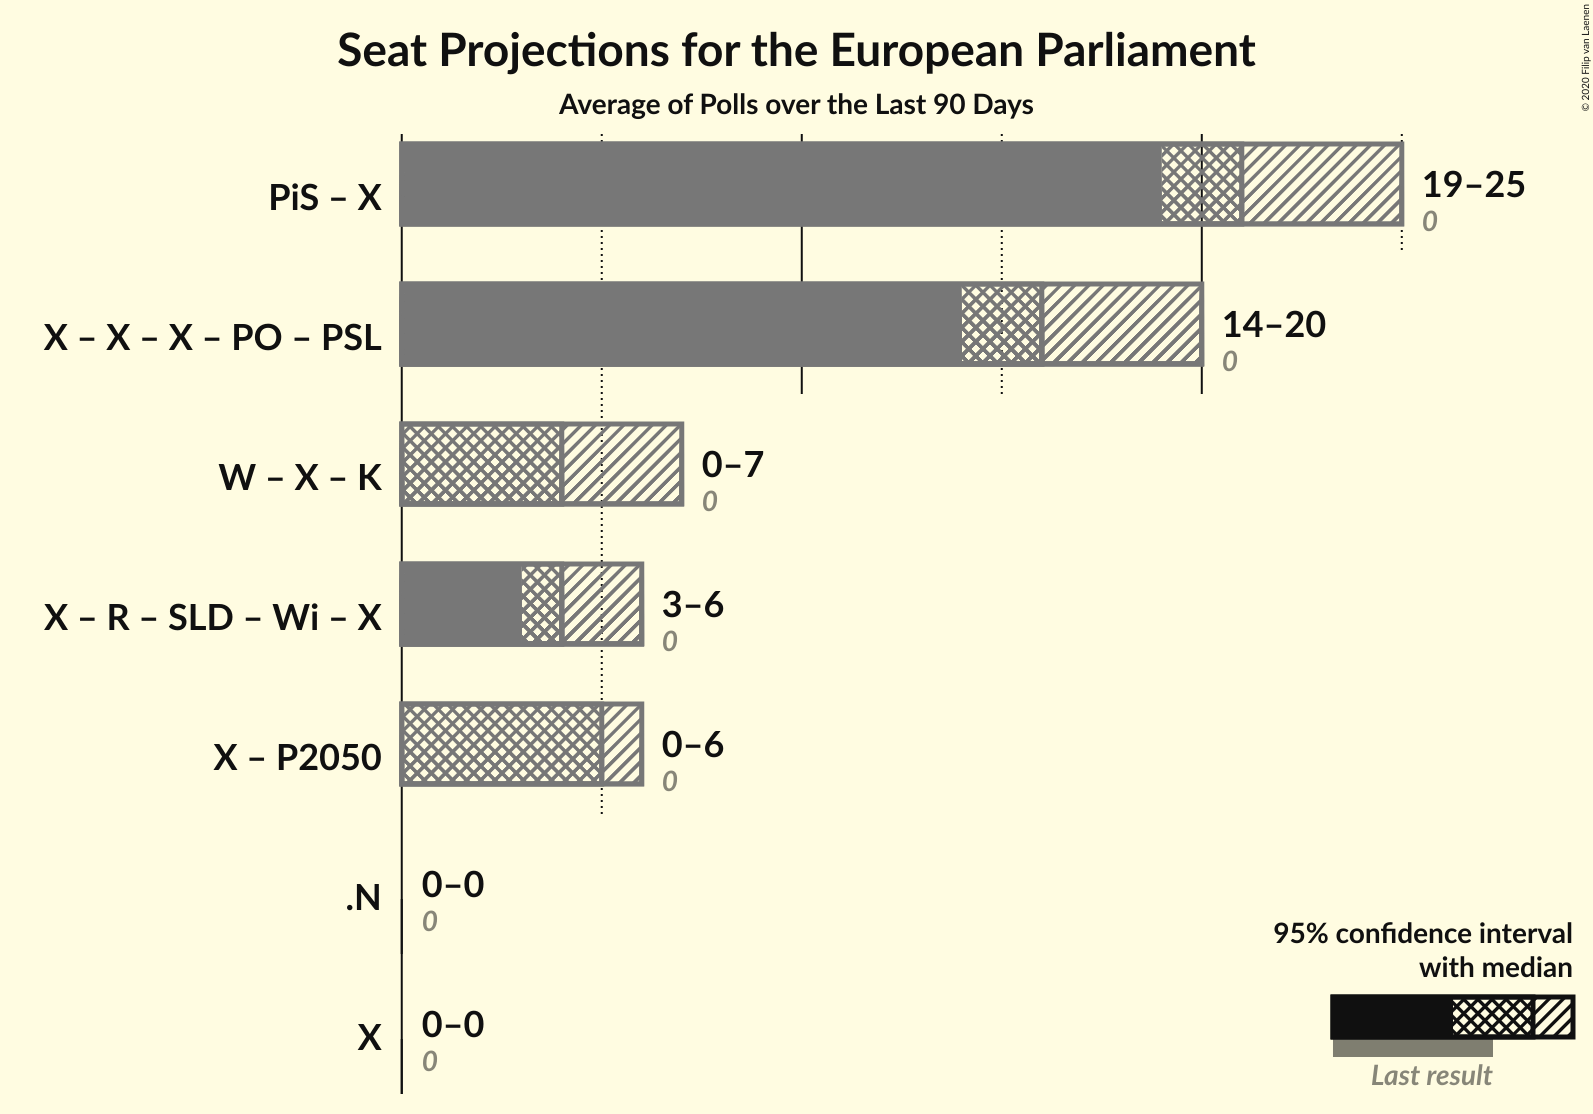 Seat Projections for the European Parliament
Average of Polls over the Last 90 Days
© 2020 Filip van Laenen
PiS – X
19–25
0
X – X – X – PO – PSL
14–20
0
W – X – K
0–7
0
X – R – SLD – Wi – X
3–6
0
X – P2050
0–6
0
.N
0–0
0
X
0–0
0
95% confidence interval
with median
Last result